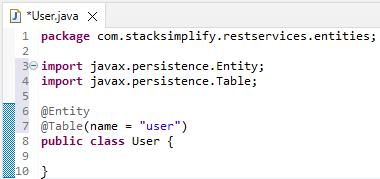 *User.java
1 package com.stacksimplify.restservices.entities;
2
3 import javax.persistence.Entity;
4 import javax.persistence.Table;
5
6 @Entity
7 @Table(name = "user")
8 public class User {
9
10 }